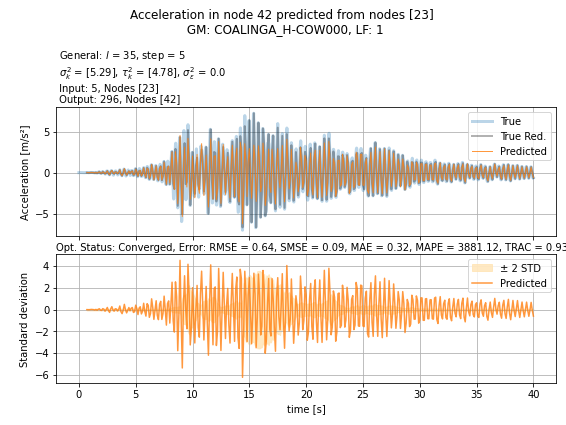 Acceleration in node 42 predicted from nodes [23]
GM: COALINGA_H-COW000, LF: 1
General: l = 35, step = 5
σ²ₖ = [5.29], τ²ₖ = [4.78], σ²ε = 0.0
Input: 5, Nodes [23]
Output: 296, Nodes [42]
Acceleration [m/s²]
5
0
−5
True
True Red.
Predicted
Opt. Status: Converged, Error: RMSE = 0.64, SMSE = 0.09, MAE = 0.32, MAPE = 3881.12, TRAC = 0.93
Standard deviation
4
2
0
−2
−4
−6
± 2 STD
Predicted
0 5 10 15 20 25 30 35 40
time [s]